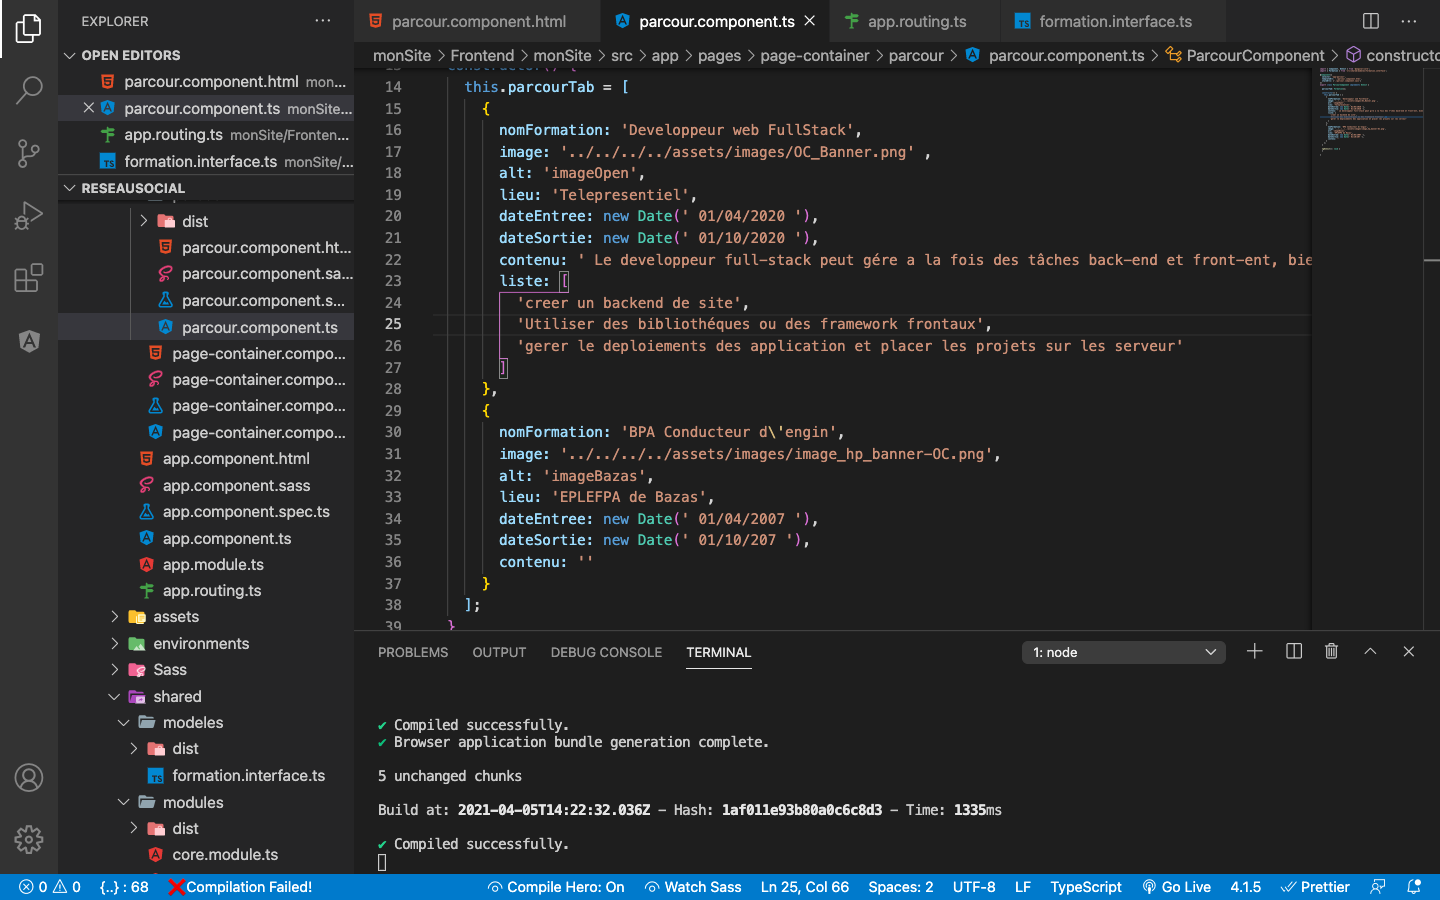 EXPLORER
OPEN EDITORS
parcour.component.html mon...
parcour.component.ts monSite...
app.routing.ts monSite/Fronten...
formation.interface.ts monSite/...
RESEAUSOCIAL
dist
parcour.component.ht...
parcour.component.sa...
parcour.component.s...
parcour.component.ts
page-container.compo...
page-container.compo...
page-container.compo...
page-container.compo...
app.component.html
app.component.sass
app.component.spec.ts
app.component.ts
app.module.ts
app.routing.ts
assets
environments
Sass
shared
modeles
dist
formation.interface.ts
modules
dist
core.module.ts
parcour.component.html parcour.component.ts app.routing.ts formation.interface.ts
monSite > Frontend > monSite > src > app > pages > page-container > parcour > parcour.component.ts > ParcourComponent > constructo
13 constructor() {
14 this.parcourTab = [
15 {
16 nomFormation: 'Developpeur web FullStack',
17 image: '../../../../assets/images/OC_Banner.png' ,
18 alt: 'imageOpen',
19 lieu: 'Telepresentiel',
20 dateEntree: new Date(' 01/04/2020 '),
21 dateSortie: new Date(' 01/10/2020 '),
22 contenu: ' Le developpeur full-stack peut gére a la fois des tâches back-end et front-ent, bie
23 liste: [
24 'creer un backend de site',
25 'Utiliser des bibliothéques ou des framework frontaux',
26 'gerer le deploiements des application et placer les projets sur les serveur'
27 ]
28 },
29 {
30 nomFormation: 'BPA Conducteur d\'engin',
31 image: '../../../../assets/images/image_hp_banner-OC.png',
32 alt: 'imageBazas',
33 lieu: 'EPLEFPA de Bazas',
34 dateEntree: new Date(' 01/04/2007 '),
35 dateSortie: new Date(' 01/10/207 '),
36 contenu: ''
37 }
38 ];
39 }
PROBLEMS OUTPUT DEBUG CONSOLE TERMINAL 1: node
✔ Compiled successfully.
✔ Browser application bundle generation complete.
5 unchanged chunks
Build at: 2021-04-05T14:22:32.036Z - Hash: 1af011e93b80a0c6c8d3 - Time: 1335ms
✔ Compiled successfully.
0 0 {..} : 68 ❌Compilation Failed! Compile Hero: On Watch Sass Ln 25, Col 66 Spaces: 2 UTF-8 LF TypeScript Go Live 4.1.5 Prettier